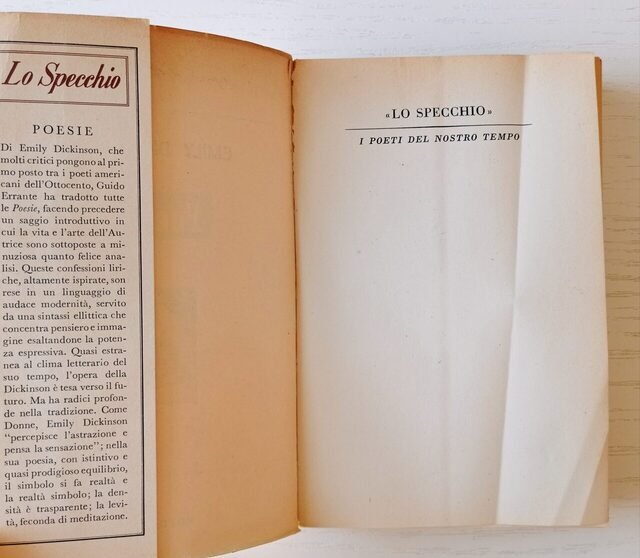 Lo Specchio
POESIE
Di Emily Dickinson, che
molti critici pongono al pri-
mo posto tra i poeti ameri-
cani dell'Ottocento, Guido
Errante ha tradotto tutte
le Poesie, facendo precedere
un saggio introduttivo in
cui la vita e l'arte dell'Au-
trice sono sottoposte a mi-
nuziosa quanto felice ana-
lisi. Queste confessioni liri-
che, altamente ispirate, son
rese in un linguaggio di
audace modernità, servito
da una sintassi ellittica che
concentra pensiero e imma-
gine esaltandone la poten-
za espressiva. Quasi estra-
nea al clima letterario del
suo tempo, l'opera della
Dickinson è tesa verso il fu-
turo. Ma ha radici profon-
de nella tradizione. Come
Donne, Emily Dickinson
"percepisce l'astrazione e
pensa la sensazione"; nella
sua poesia, con istintivo e
quasi prodigioso equilibrio,
il simbolo si fa realtà e
la realtà simbolo; la den-
sità è trasparente; la levi-
tà, feconda di meditazione.
«LO SPECCHIO»
I POETI DEL NOSTRO TEMPO